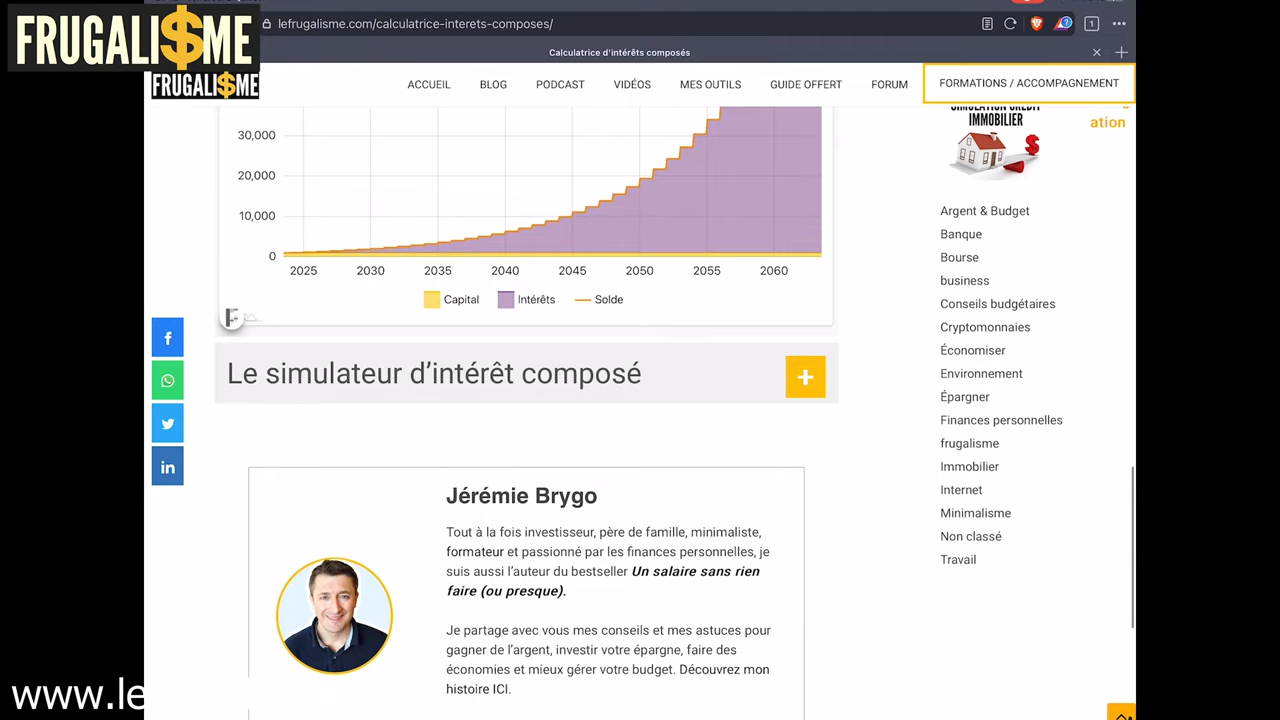 FRUGALI$ME
lefrugalisme.com/calculatrice-interets-composes/
1
Calculatrice d'intérêts composés
FRUGALI$ME
ACCUEIL
BLOG
PODCAST
VIDÉOS
MES OUTILS
GUIDE OFFERT
FORUM
FORMATIONS / ACCOMPAGNEMENT
30,000
20,000
10,000
0
2025
2030
2035
2040
2045
2050
2055
2060
Capital
Intérêts
Solde
SIMULATION CRÉDIT
IMMOBILIER
ation
Argent & Budget
Banque
Bourse
business
Conseils budgétaires
Cryptomonnaies
Économiser
Environnement
Épargner
Finances personnelles
frugalisme
Immobilier
Internet
Minimalisme
Non classé
Travail
Le simulateur d'intérêt composé
+
Jérémie Brygo
Tout à la fois investisseur, père de famille, minimaliste,
formateur et passionné par les finances personnelles, je
suis aussi l'auteur du bestseller Un salaire sans rien
faire (ou presque).
Je partage avec vous mes conseils et mes astuces pour
gagner de l'argent, investir votre épargne, faire des
économies et mieux gérer votre budget. Découvrez mon
histoire ICI.
www.le